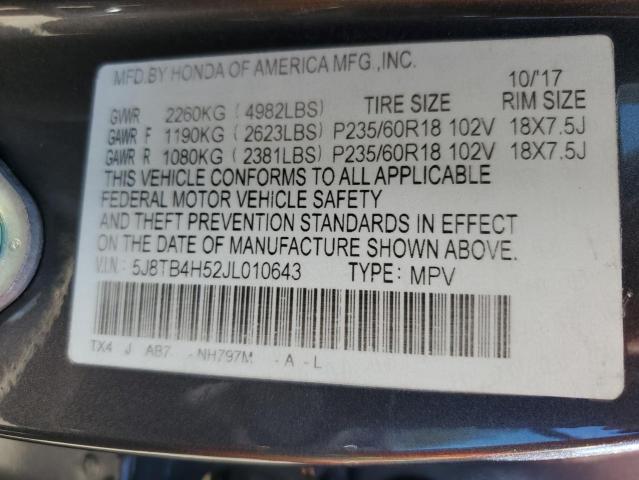 MFD.BY HONDA OF AMERICA MFG.,INC.
10/'17
GVWR 2260KG ( 4982LBS) TIRE SIZE RIM SIZE
GAWR F 1190KG ( 2623LBS) P235/60R18 102V 18X7.5J
GAWR R 1080KG ( 2381LBS) P235/60R18 102V 18X7.5J
THIS VEHICLE CONFORMS TO ALL APPLICABLE
FEDERAL MOTOR VEHICLE SAFETY
AND THEFT PREVENTION STANDARDS IN EFFECT
ON THE DATE OF MANUFACTURE SHOWN ABOVE.
V.I.N.: 5J8TB4H52JL010643 TYPE: MPV
TX4 J AB7 -NH797M -A -L